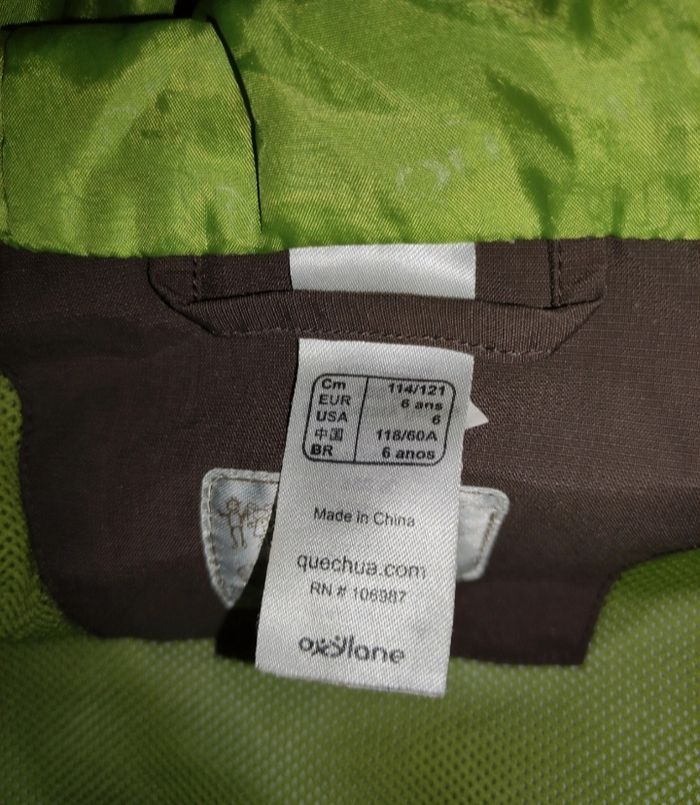 Cm 114/121
EUR 6 ans
USA 6
中国 118/60A
BR 6 anos
Made in China
quechua.com
RN # 106987
oxylane